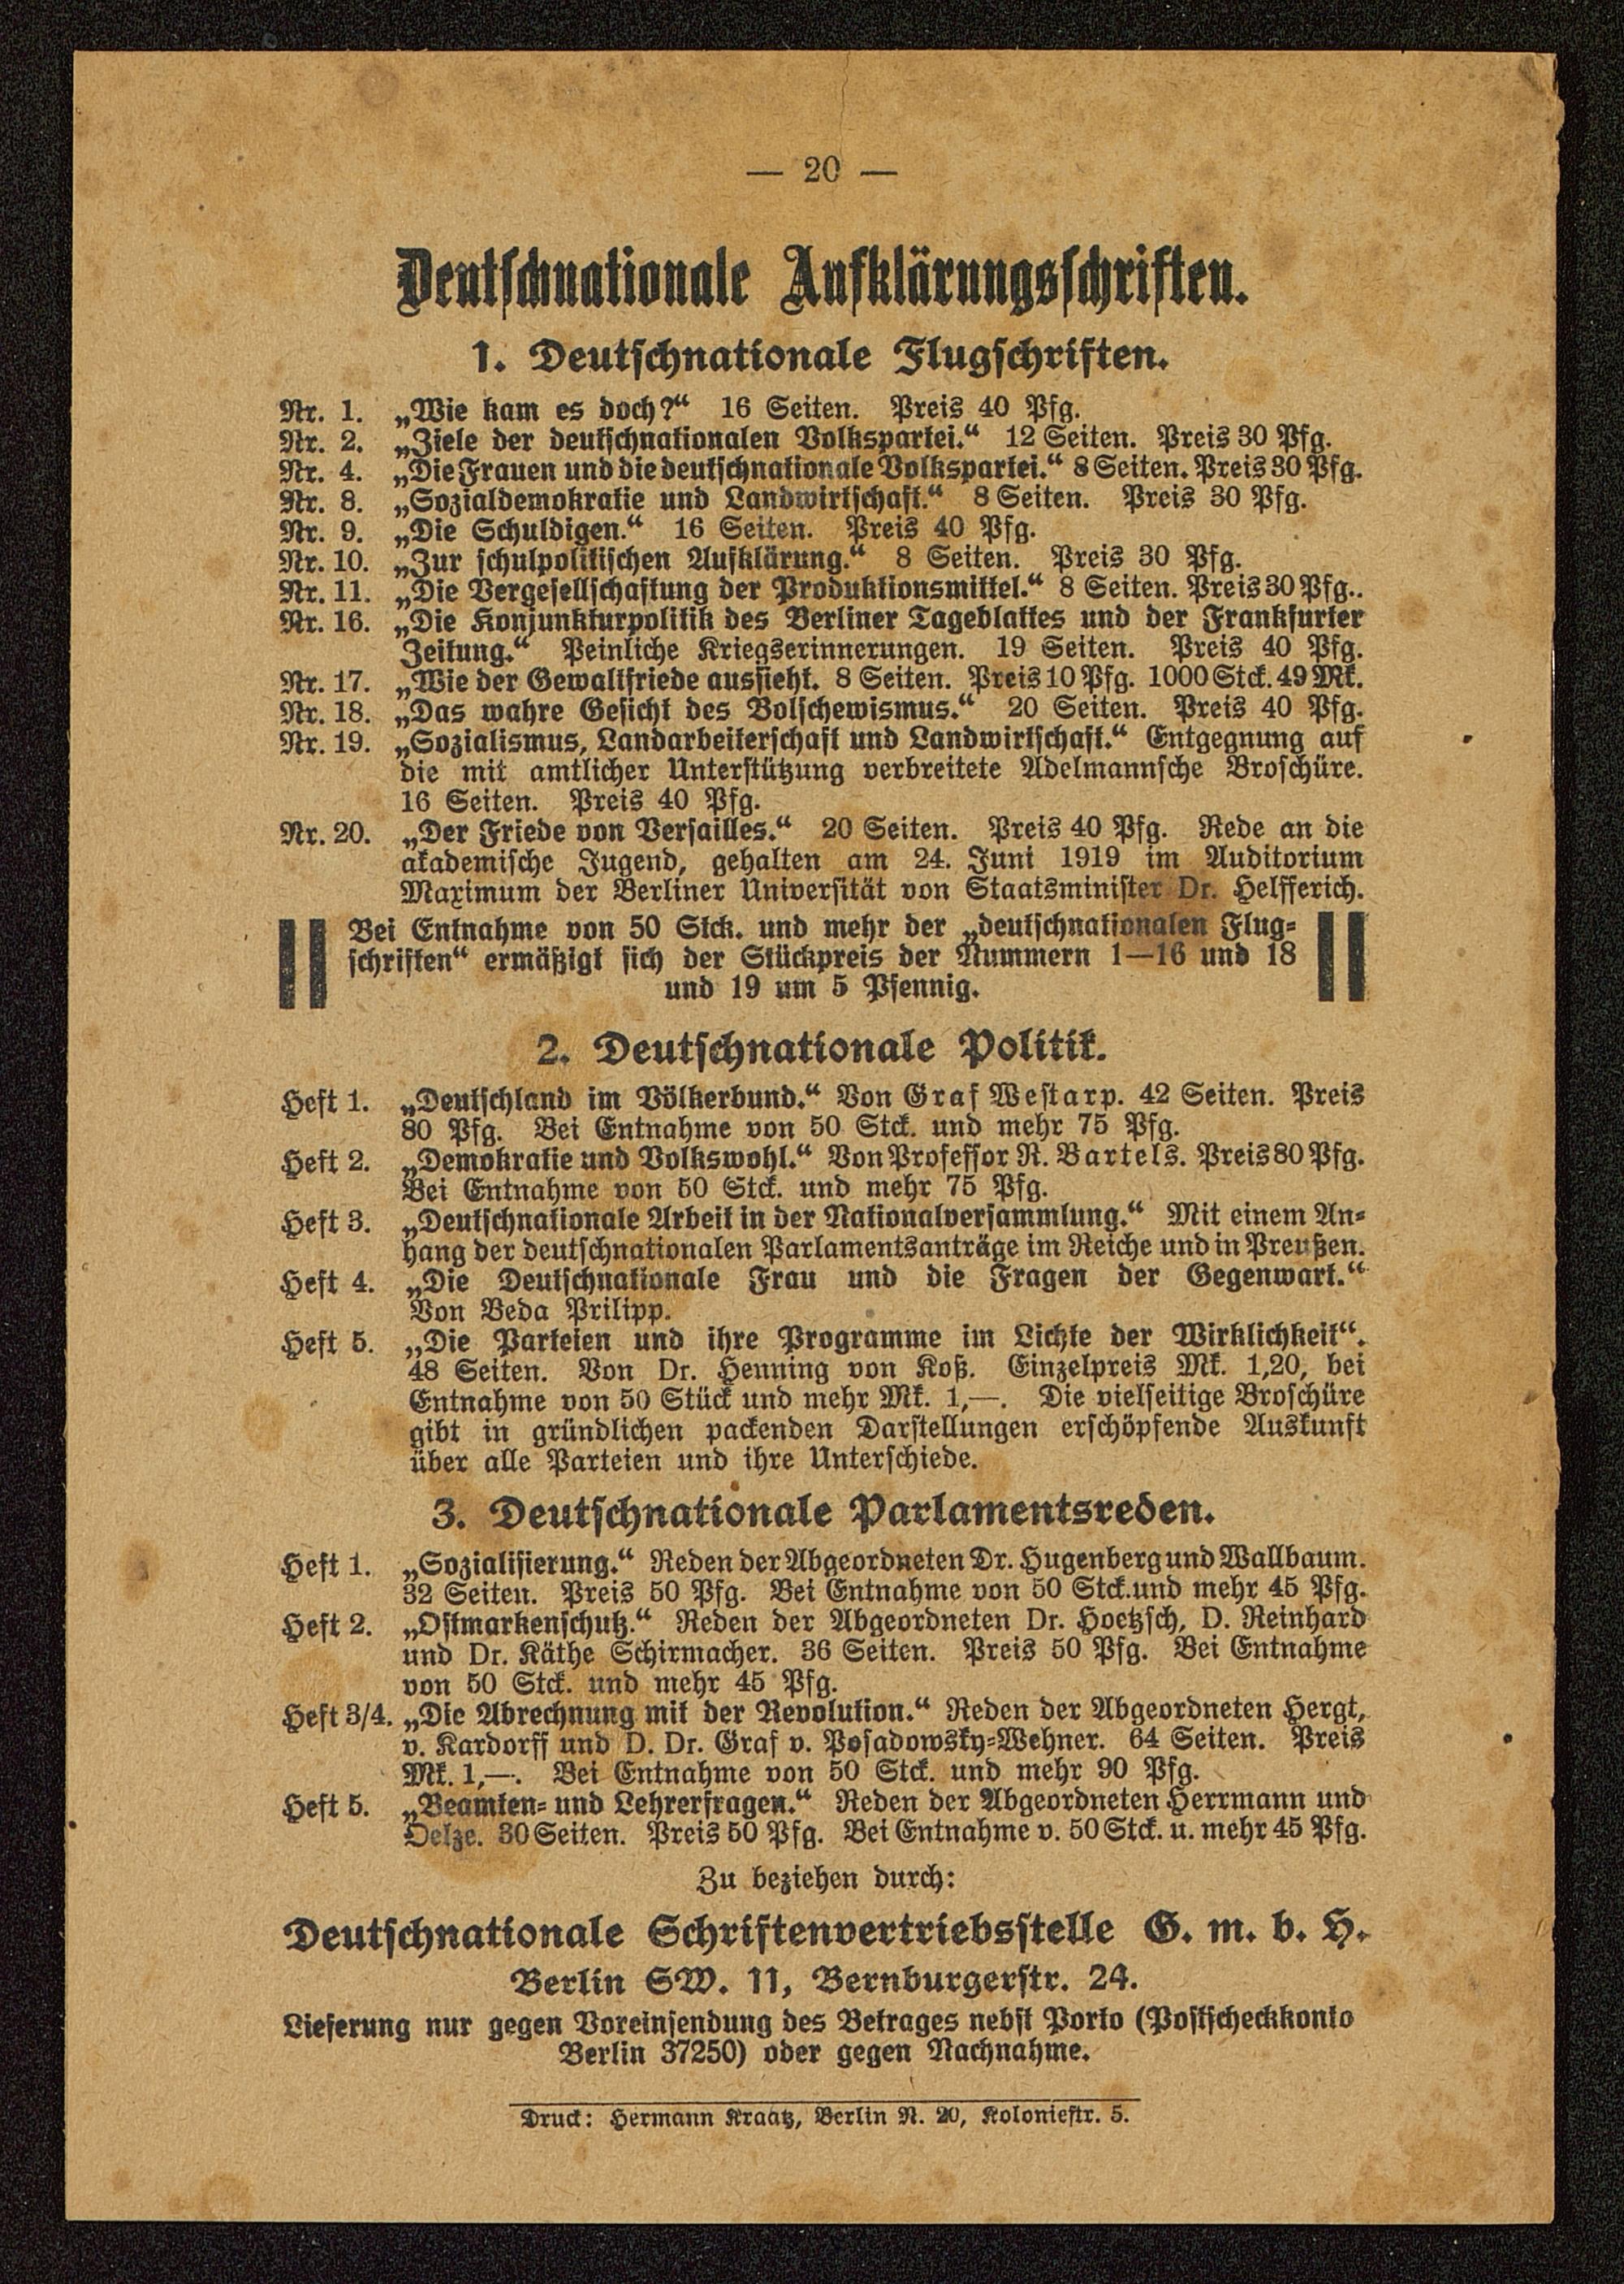 — 20 —
Deutschnationale Aufklärungsschriften.
1. Deutschnationale Flugschriften.
Nr. 1. „Wie kam es doch?“ 16 Seiten. Preis 40 Pfg.
Nr. 2. „Ziele der deutschnationalen Volkspartei.“ 12 Seiten. Preis 30 Pfg.
Nr. 4. „Die Frauen und die deutschnationale Volkspartei.“ 8 Seiten. Preis 30 Pfg.
Nr. 8. „Sozialdemokratie und Landwirtschaft.“ 8 Seiten. Preis 30 Pfg.
Nr. 9. „Die Schuldigen.“ 16 Seiten. Preis 40 Pfg.
Nr. 10. „Zur schulpolitischen Aufklärung.“ 8 Seiten. Preis 30 Pfg.
Nr. 11. „Die Vergesellschaftung der Produktionsmittel.“ 8 Seiten. Preis 30 Pfg..
Nr. 16. „Die Konjunkturpolitik des Berliner Tageblattes und der Frankfurter
Zeitung.“ Peinliche Kriegserinnerungen. 19 Seiten. Preis 40 Pfg.
Nr. 17. „Wie der Gewaltfriede aussieht. 8 Seiten. Preis 10 Pfg. 1000 Stck. 49 Mk.
Nr. 18. „Das wahre Gesicht des Bolschewismus.“ 20 Seiten. Preis 40 Pfg.
Nr. 19. „Sozialismus, Landarbeiterschaft und Landwirtschaft.“ Entgegnung auf
die mit amtlicher Unterstützung verbreitete Adelmannsche Broschüre.
16 Seiten. Preis 40 Pfg.
Nr. 20. „Der Friede von Versailles.“ 20 Seiten. Preis 40 Pfg. Rede an die
akademische Jugend, gehalten am 24. Juni 1919 im Auditorium
Maximum der Berliner Universität von Staatsminister Dr. Helfferich.
Bei Entnahme von 50 Stck. und mehr der „deutschnationalen Flug-
schriften“ ermäßigt sich der Stückpreis der Nummern 1—16 und 18
und 19 um 5 Pfennig.
2. Deutschnationale Politik.
Heft 1. „Deutschland im Völkerbund.“ Von Graf Westarp. 42 Seiten. Preis
80 Pfg. Bei Entnahme von 50 Stck. und mehr 75 Pfg.
Heft 2. „Demokratie und Volkswohl.“ Von Professor R. Bartels. Preis 80 Pfg.
Bei Entnahme von 50 Stck. und mehr 75 Pfg.
Heft 3. „Deutschnationale Arbeit in der Nationalversammlung.“ Mit einem An-
hang der deutschnationalen Parlamentsanträge im Reiche und in Preußen.
Heft 4. „Die Deutschnationale Frau und die Fragen der Gegenwart.“
Von Beda Prilipp.
Heft 5. „Die Parteien und ihre Programme im Lichte der Wirklichkeit“.
48 Seiten. Von Dr. Henning von Koß. Einzelpreis Mk. 1,20, bei
Entnahme von 50 Stück und mehr Mk. 1,—. Die vielseitige Broschüre
gibt in gründlichen packenden Darstellungen erschöpfende Auskunft
über alle Parteien und ihre Unterschiede.
3. Deutschnationale Parlamentsreden.
Heft 1. „Sozialisierung.“ Reden der Abgeordneten Dr. Hugenberg und Wallbaum.
32 Seiten. Preis 50 Pfg. Bei Entnahme von 50 Stck. und mehr 45 Pfg.
Heft 2. „Ostmarkenschutz.“ Reden der Abgeordneten Dr. Hoetzsch, D. Reinhard
und Dr. Käthe Schirmacher. 36 Seiten. Preis 50 Pfg. Bei Entnahme
von 50 Stck. und mehr 45 Pfg.
Heft 3/4. „Die Abrechnung mit der Revolution.“ Reden der Abgeordneten Hergt,
v. Kardorff und D. Dr. Graf v. Posadowsky-Wehner. 64 Seiten. Preis
Mk. 1,—. Bei Entnahme von 50 Stck. und mehr 90 Pfg.
Heft 5. „Beamten- und Lehrerfragen.“ Reden der Abgeordneten Herrmann und
Oelze. 30 Seiten. Preis 50 Pfg. Bei Entnahme v. 50 Stck. u. mehr 45 Pfg.
Zu beziehen durch:
Deutschnationale Schriftenvertriebsstelle G. m. b. H.
Berlin SW. 11, Bernburgerstr. 24.
Lieferung nur gegen Voreinsendung des Betrages nebst Porto (Postscheckkonto
Berlin 37250) oder gegen Nachnahme.
Druck: Hermann Kraatz, Berlin N. 20, Koloniestr. 5.